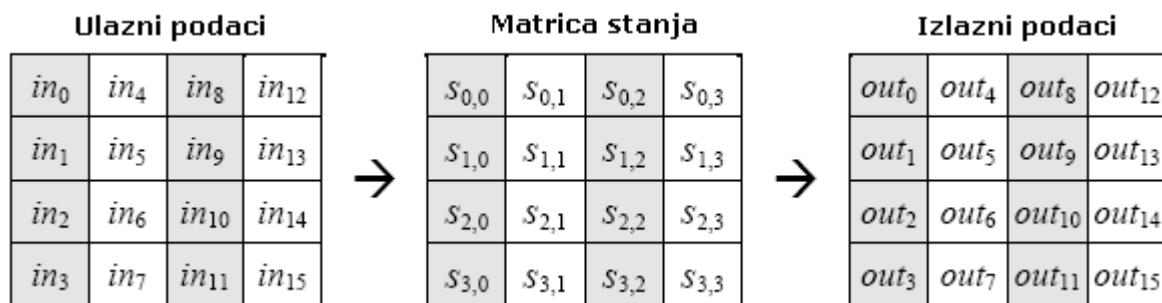 Ulazni podaci Matrica stanja Izlazni podaci
in0 in4 in8 in12 → s0,0 s0,1 s0,2 s0,3 → out0 out4 out8 out12
in1 in5 in9 in13 s1,0 s1,1 s1,2 s1,3 out1 out5 out9 out13
in2 in6 in10 in14 s2,0 s2,1 s2,2 s2,3 out2 out6 out10 out14
in3 in7 in11 in15 s3,0 s3,1 s3,2 s3,3 out3 out7 out11 out15